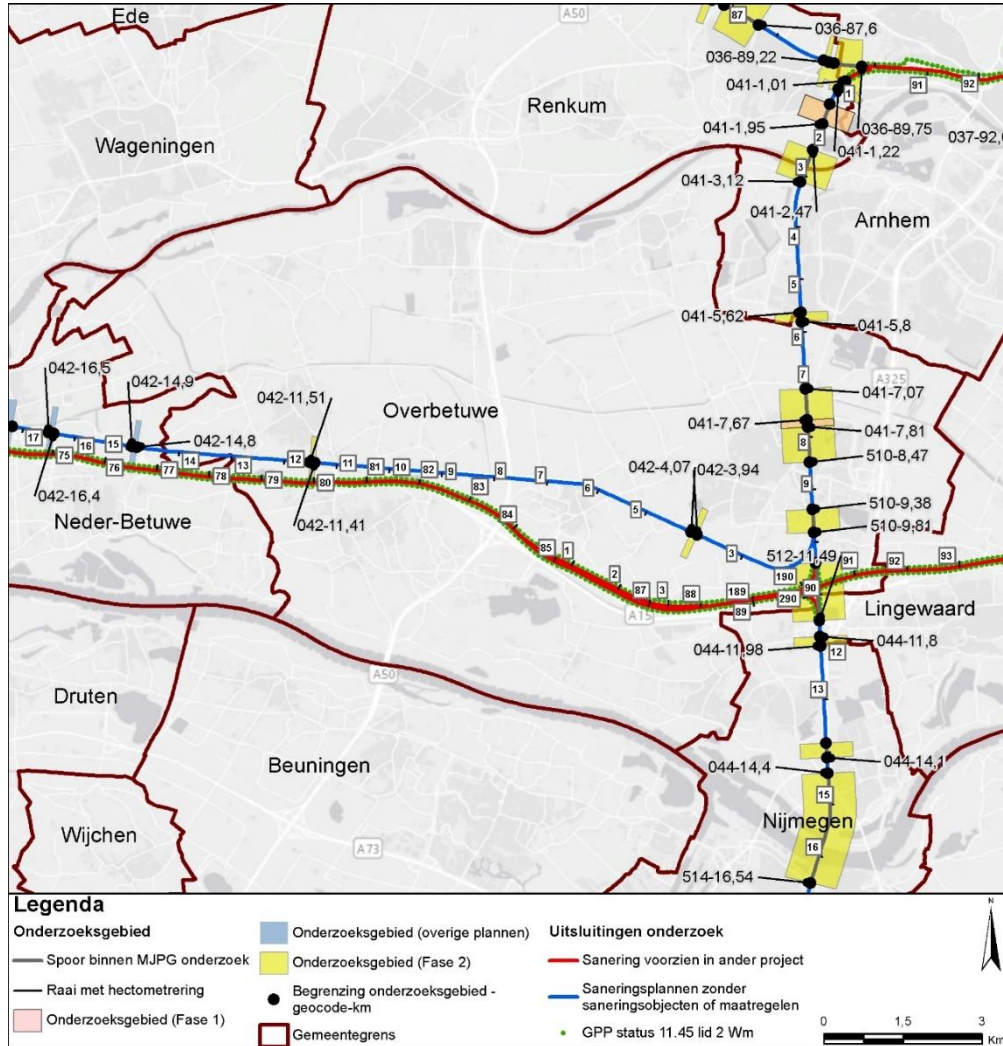 Ede
A50
87
036-87,6
036-89,22
041-1,01
1
91
92
Renkum
Wageningen
041-1,95
2
036-89,75
037-92,
041-1,22
3
041-3,12
041-2,47
Arnhem
4
5
041-5,62
041-5,8
6
042-16,5
042-14,9
042-11,51
Overbetuwe
7
041-7,07
A325
041-7,67
041-7,81
8
510-8,47
17
16
15
042-14,8
14
13
12
11
81
10
82
9
8
7
6
75
76
77
78
79
80
83
042-4,07
042-3,94
9
510-9,38
510-9,81
042-16,4
042-11,41
Neder-Betuwe
84
5
3
85
1
2
87
3
88
189
89
190
290
90
512-11,49
91
92
93
A15
Lingewaard
044-11,8
044-11,98
12
13
Druten
A50
Beuningen
044-14,1
044-14,4
15
Nijmegen
16
Wijchen
A73
514-16,54
Legenda
Onderzoeksgebied
Spoor binnen MJPG onderzoek
Raai met hectometrering
Onderzoeksgebied (Fase 1)
Onderzoeksgebied (overige plannen)
Onderzoeksgebied (Fase 2)
Begrenzing onderzoeksgebied -
geocode-km
Gemeentegrens
Uitsluitingen onderzoek
Sanering voorzien in ander project
Saneringsplannen zonder
saneringsobjecten of maatregelen
GPP status 11.45 lid 2 Wm
N
0 1,5 3
Km